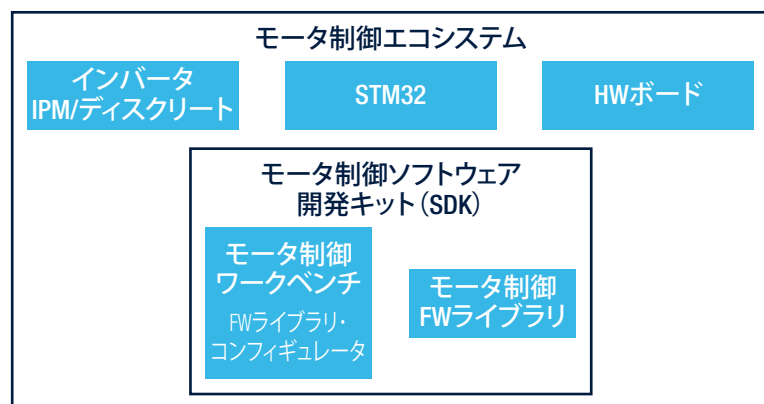 モータ制御エコシステム
インバータ
IPM/ディスクリート
STM32
HWボード
モータ制御ソフトウェア
開発キット（SDK）
モータ制御
ワークベンチ
FWライブラリ・
コンフィギュレータ
モータ制御
FWライブラリ